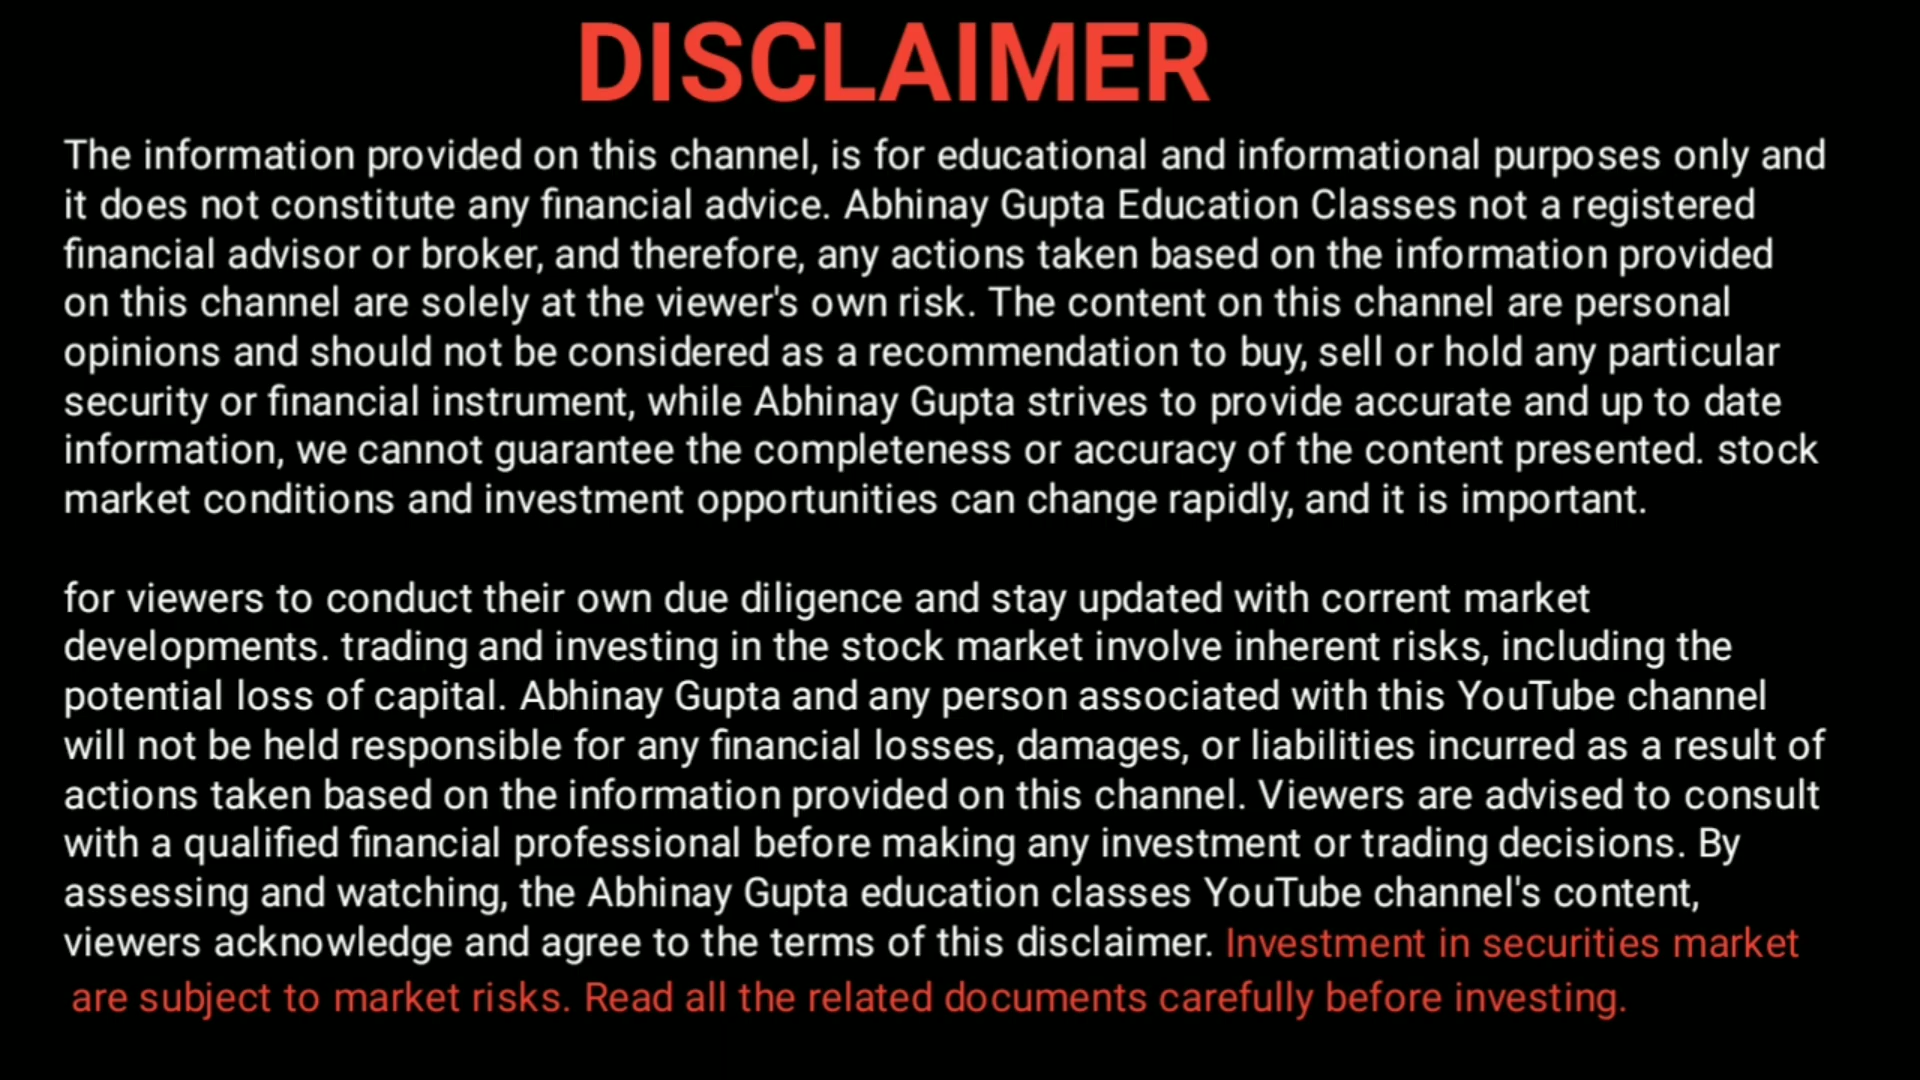 DISCLAIMER
The information provided on this channel, is for educational and informational purposes only and
it does not constitute any financial advice. Abhinay Gupta Education Classes not a registered
financial advisor or broker, and therefore, any actions taken based on the information provided
on this channel are solely at the viewer's own risk. The content on this channel are personal
opinions and should not be considered as a recommendation to buy, sell or hold any particular
security or financial instrument, while Abhinay Gupta strives to provide accurate and up to date
information, we cannot guarantee the completeness or accuracy of the content presented. stock
market conditions and investment opportunities can change rapidly, and it is important.
for viewers to conduct their own due diligence and stay updated with corrent market
developments. trading and investing in the stock market involve inherent risks, including the
potential loss of capital. Abhinay Gupta and any person associated with this YouTube channel
will not be held responsible for any financial losses, damages, or liabilities incurred as a result of
actions taken based on the information provided on this channel. Viewers are advised to consult
with a qualified financial professional before making any investment or trading decisions. By
assessing and watching, the Abhinay Gupta education classes YouTube channel's content,
viewers acknowledge and agree to the terms of this disclaimer. Investment in securities market
are subject to market risks. Read all the related documents carefully before investing.